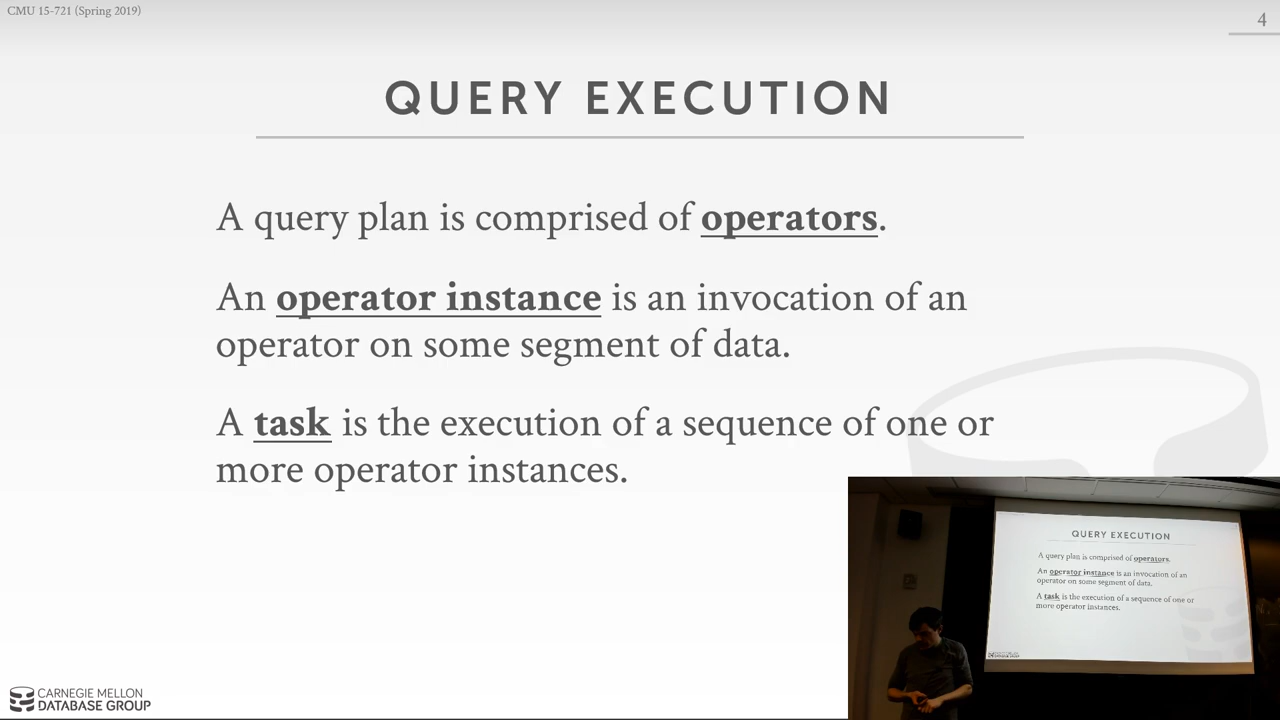 CMU 15-721 (Spring 2019)
4
QUERY EXECUTION
A query plan is comprised of operators.
An operator instance is an invocation of an
operator on some segment of data.
A task is the execution of a sequence of one or
more operator instances.
QUERY EXECUTION
A query plan is comprised of operators.
An operator instance is an invocation of an
operator on some segment of data.
A task is the execution of a sequence of one or
more operator instances.
CARNEGIE MELLON
DATABASE GROUP